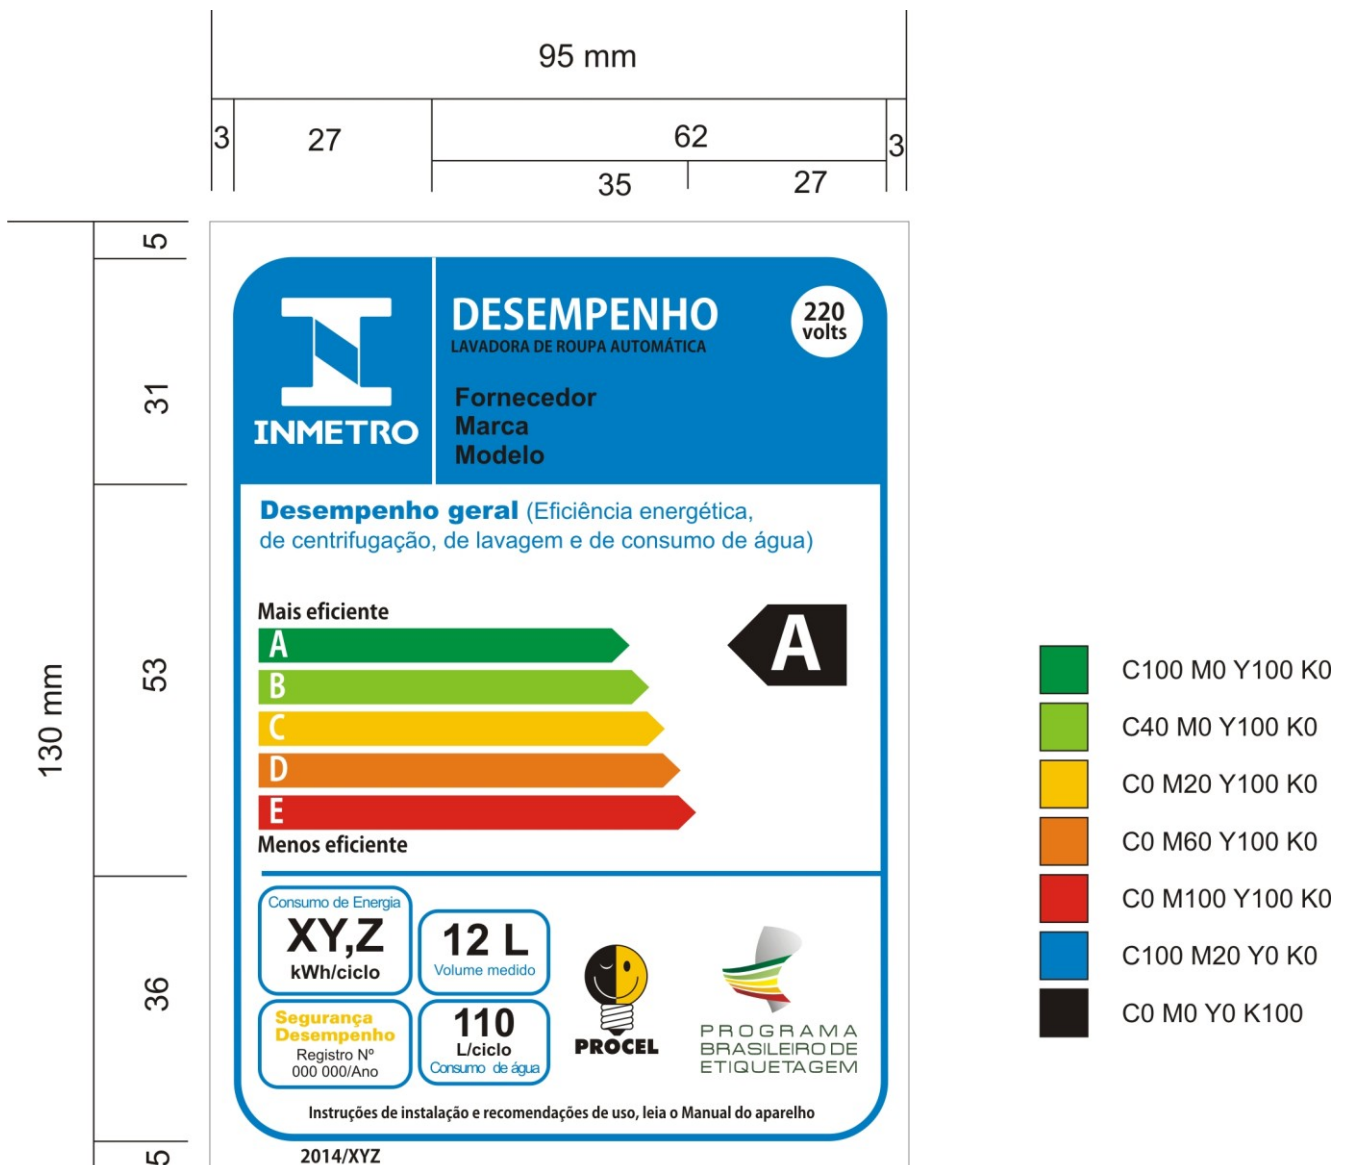 95 mm
3
27
62
3
35
27
5
31
53
130 mm
36
5
DESEMPENHO
LAVADORA DE ROUPA AUTOMÁTICA
220
volts
INMETRO
Fornecedor
Marca
Modelo
Desempenho geral (Eficiência energética,
de centrifugação, de lavagem e de consumo de água)
Mais eficiente
A
B
C
D
E
Menos eficiente
A
Consumo de Energia
XY,Z
kWh/ciclo
12 L
Volume medido
Segurança
Desempenho
Registro Nº
000 000/Ano
110
L/ciclo
Consumo de água
PROCEL
PROGRAMA
BRASILEIRO DE
ETIQUETAGEM
Instruções de instalação e recomendações de uso, leia o Manual do aparelho
2014/XYZ
C100 M0 Y100 K0
C40 M0 Y100 K0
C0 M20 Y100 K0
C0 M60 Y100 K0
C0 M100 Y100 K0
C100 M20 Y0 K0
C0 M0 Y0 K100